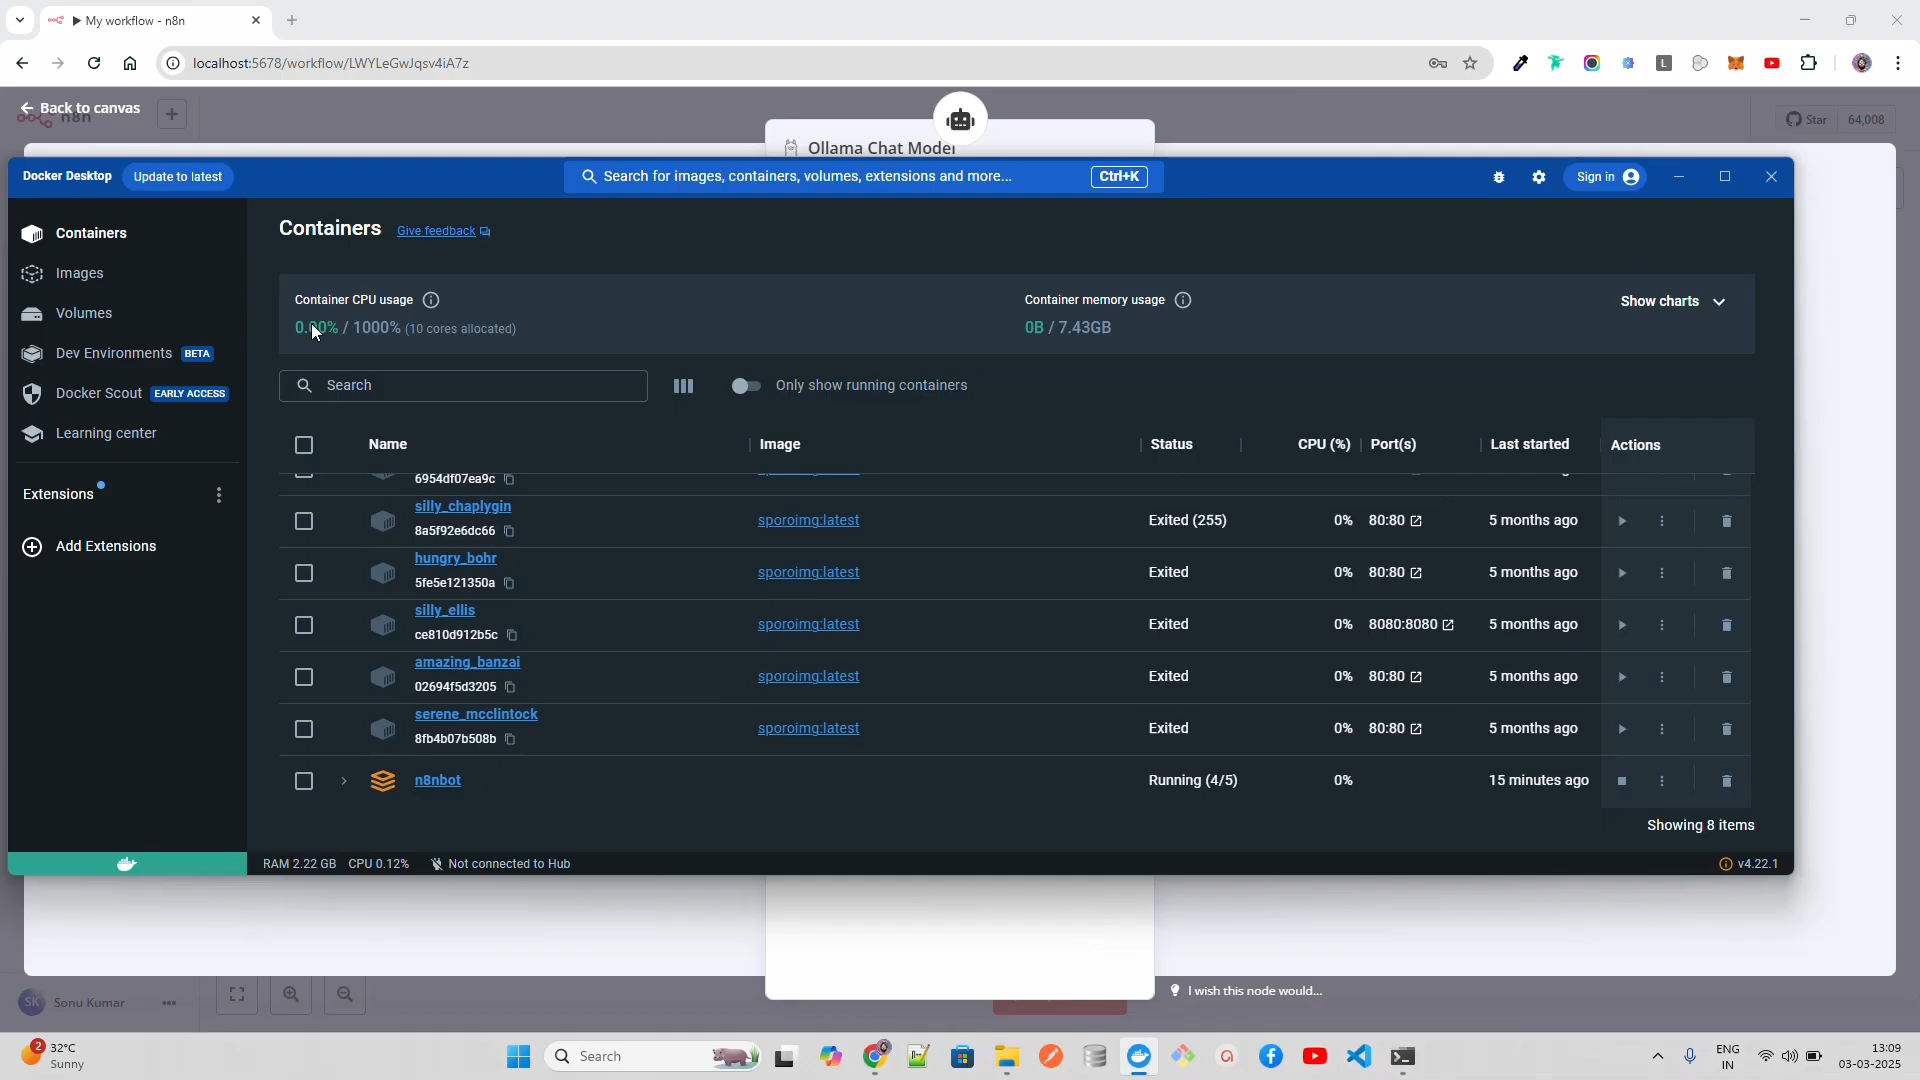 My workflow - n8n
localhost:5678/workflow/LWYLeGwJqsv4iA7z
L
Back to canvas
n8n
Star 64,008
Ollama Chat Model
Docker Desktop
Update to latest
Search for images, containers, volumes, extensions and more...
Ctrl+K
Sign in
Containers
Images
Volumes
Dev Environments BETA
Docker Scout EARLY ACCESS
Learning center
Extensions
Add Extensions
Containers
Give feedback
Container CPU usage
0.00% / 1000% (10 cores allocated)
Container memory usage
0B / 7.43GB
Show charts
Search
Only show running containers
Name Image Status CPU (%) Port(s) Last started Actions
6954df07ea9c
silly_chaplygin
8a5f92e6dc66
sporoimg:latest Exited (255) 0% 80:80 5 months ago
hungry_bohr
5fe5e121350a
sporoimg:latest Exited 0% 80:80 5 months ago
silly_ellis
ce810d912b5c
sporoimg:latest Exited 0% 8080:8080 5 months ago
amazing_banzai
02694f5d3205
sporoimg:latest Exited 0% 80:80 5 months ago
serene_mcclintock
8fb4b07b508b
sporoimg:latest Exited 0% 80:80 5 months ago
n8nbot Running (4/5) 0% 15 minutes ago
Showing 8 items
RAM 2.22 GB CPU 0.12% Not connected to Hub
v4.22.1
SK Sonu Kumar
I wish this node would...
2
32°C
Sunny
Search
ENG
IN
13:09
03-03-2025